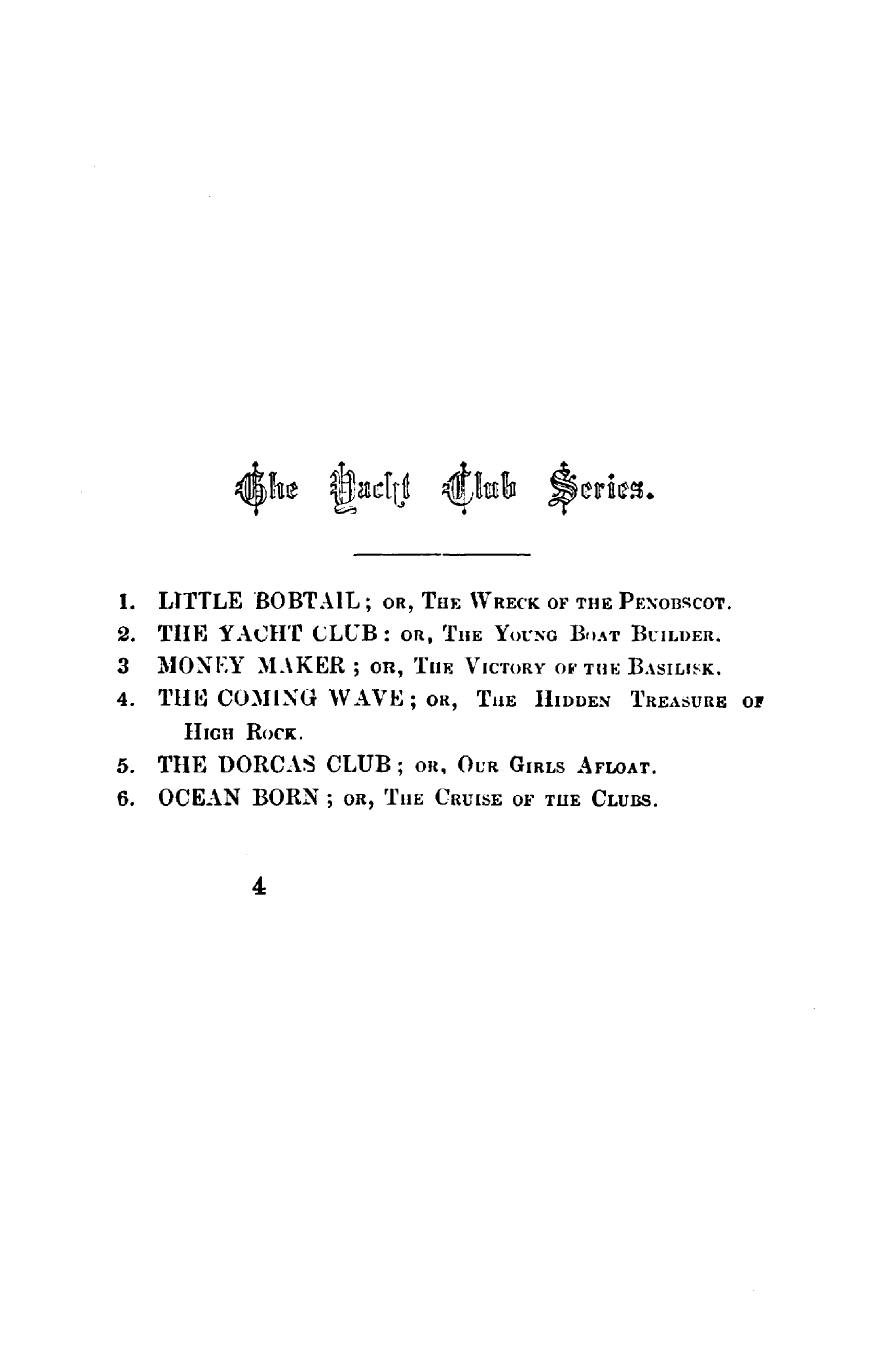 The Yacht Club Series.
1. LITTLE BOBTAIL; OR, THE WRECK OF THE PENOBSCOT.
2. THE YACHT CLUB: OR, THE YOUNG BOAT BUILDER.
3 MONEY MAKER; OR, THE VICTORY OF THE BASILISK.
4. THE COMING WAVE; OR, THE HIDDEN TREASURE OF
HIGH ROCK.
5. THE DORCAS CLUB; OR, OUR GIRLS AFLOAT.
6. OCEAN BORN; OR, THE CRUISE OF THE CLUBS.
4